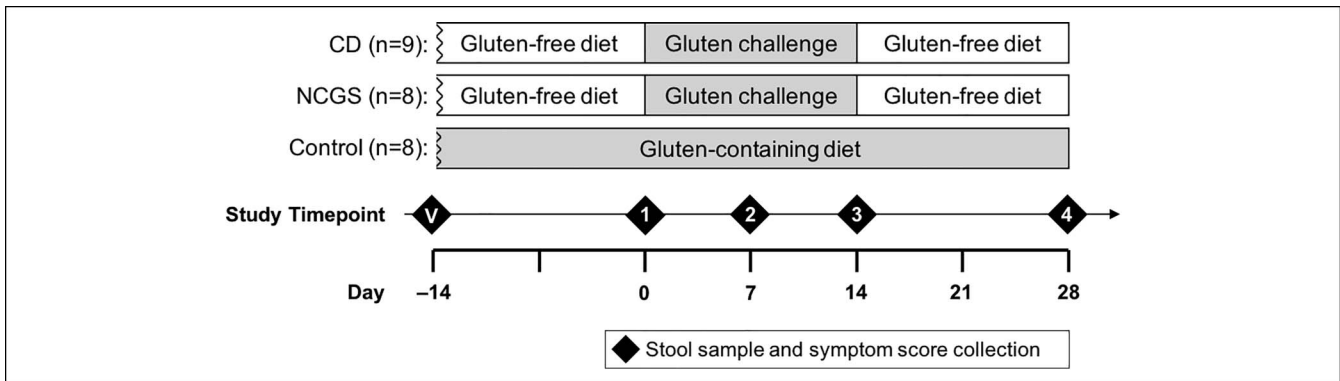 CD (n=9): Gluten-free diet Gluten challenge Gluten-free diet
NCGS (n=8): Gluten-free diet Gluten challenge Gluten-free diet
Control (n=8): Gluten-containing diet
Study Timepoint V 1 2 3 4
Day –14 0 7 14 21 28
Stool sample and symptom score collection